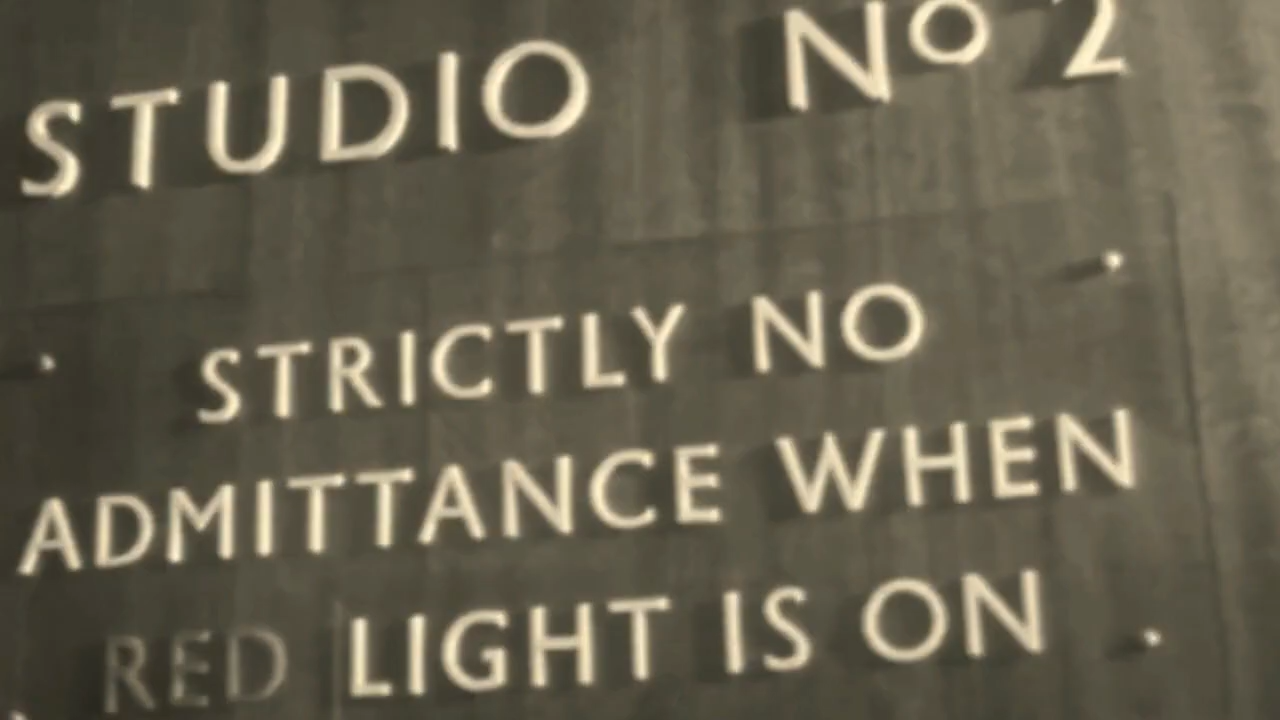 STUDIO No 2
STRICTLY NO
ADMITTANCE WHEN
RED LIGHT IS ON